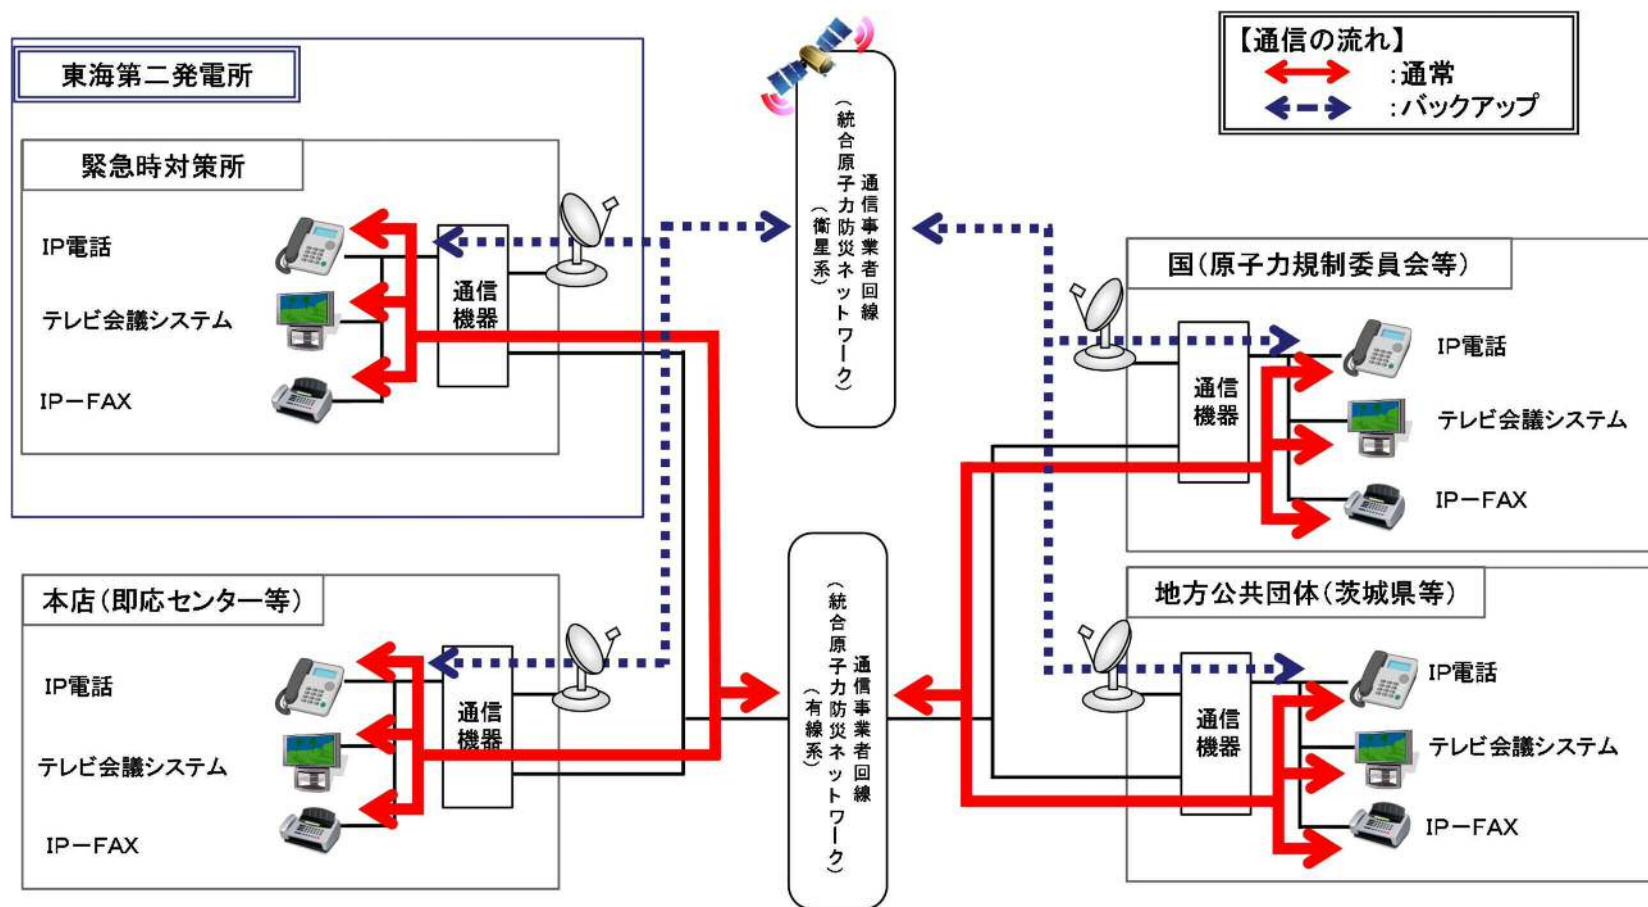 東海第二発電所
緊急時対策所
IP電話
テレビ会議システム
IP-FAX
通信
機器
本店(即応センター等)
IP電話
テレビ会議システム
IP-FAX
通信
機器
通信事業者回線
(統合原子力防災ネットワーク)
(衛星系)
通信事業者回線
(統合原子力防災ネットワーク)
(有線系)
【通信の流れ】
:通常
:バックアップ
国(原子力規制委員会等)
通信
機器
IP電話
テレビ会議システム
IP-FAX
地方公共団体(茨城県等)
通信
機器
IP電話
テレビ会議システム
IP-FAX